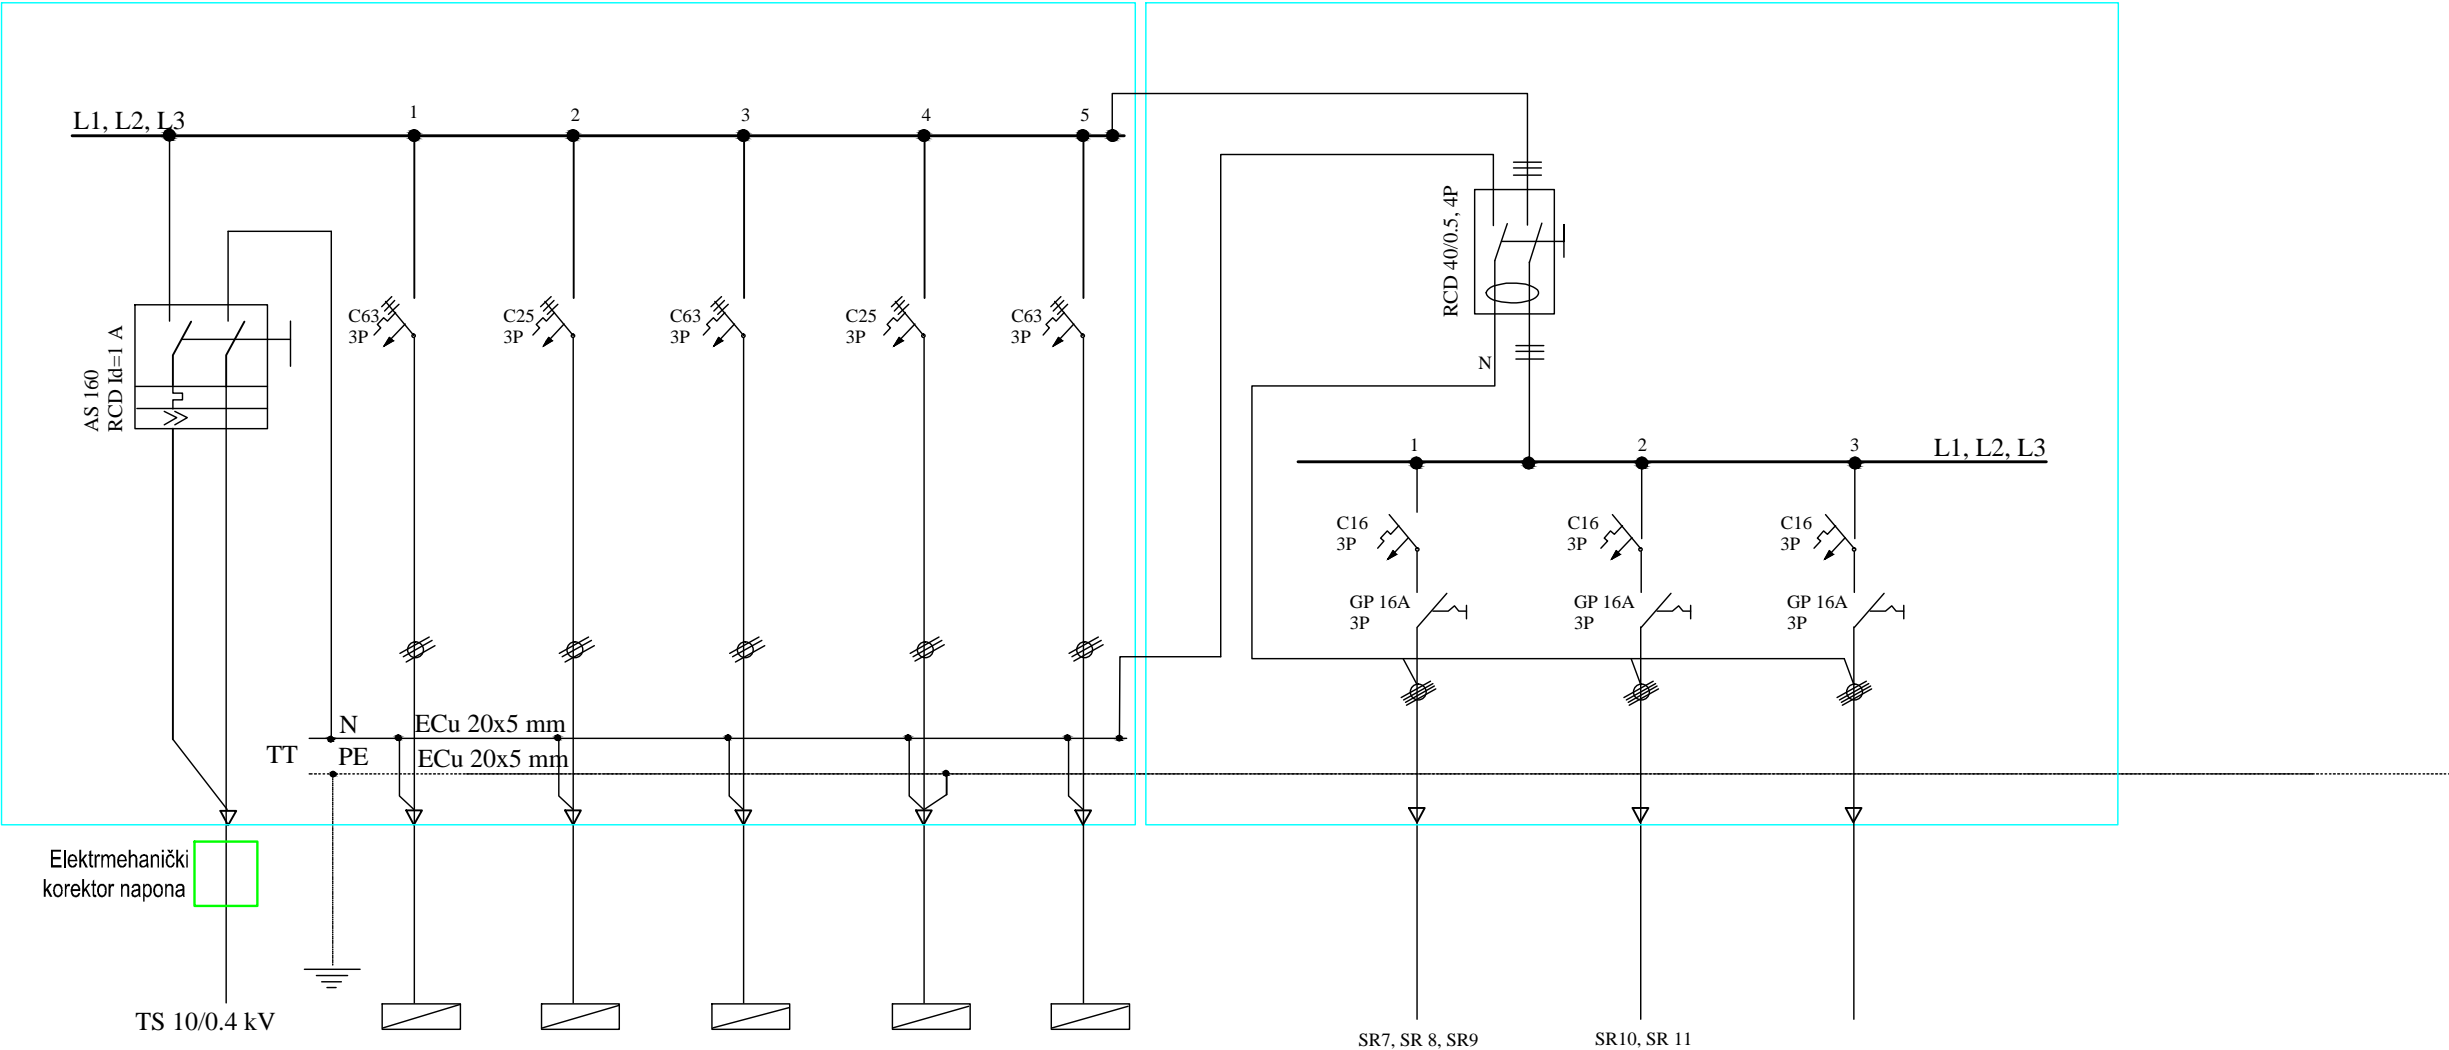 L1, L2, L3
1
2
3
4
5
AS 160
RCD Id=1 A
C63
3P
C25
3P
C63
3P
C25
3P
C63
3P
N
ECu 20x5 mm
TT
PE
ECu 20x5 mm
Elektrmehanički
korektor napona
TS 10/0.4 kV
RCD 40/0.5, 4P
N
1
2
3
L1, L2, L3
C16
3P
C16
3P
C16
3P
GP 16A
3P
GP 16A
3P
GP 16A
3P
SR7, SR 8, SR9
SR10, SR 11